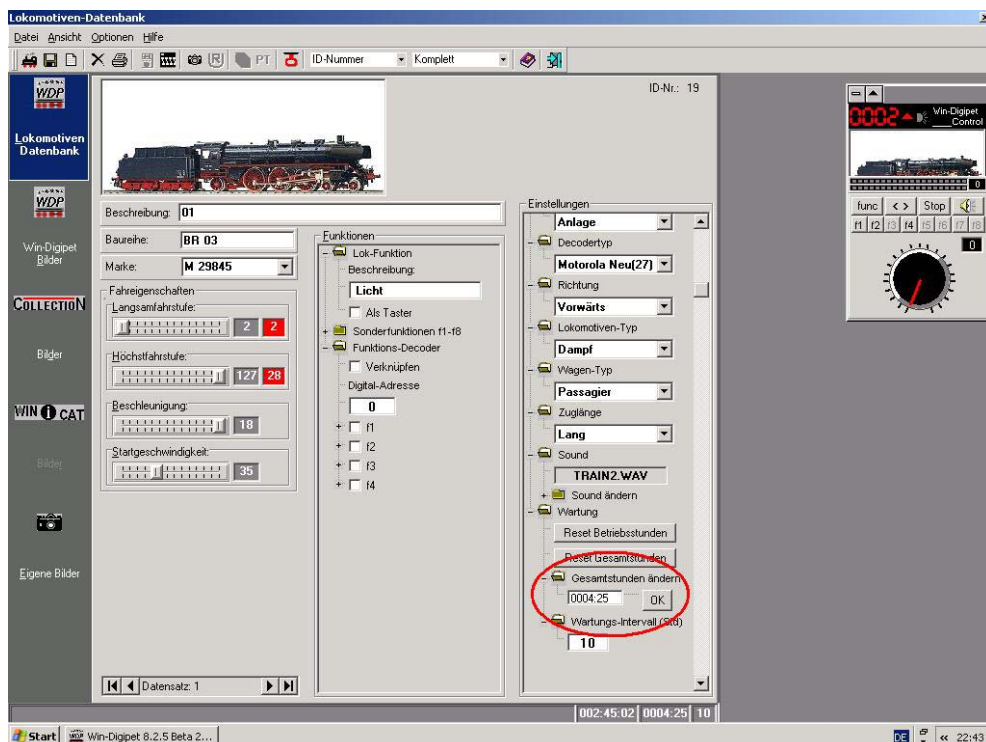 Lokomotiven-Datenbank
Datei Ansicht Optionen Hilfe
PT ID-Nummer Komplett
WDP
Lokomotiven
Datenbank
WDP
Win-Digipet
Bilder
COLLECTION
Bilder
WIN i CAT
Bilder
Eigene Bilder
ID-Nr.: 19
Beschreibung: 01
Baureihe: BR 03
Marke: M 29845
Fahreigenschaften
Langsamfahrstufe:
2 2
Höchstfahrstufe:
127 28
Beschleunigung:
18
Startgeschwindigkeit:
35
Datensatz: 1
Funktionen
Lok-Funktion
Beschreibung:
Licht
Als Taster
Sonderfunktionen f1-f8
Funktions-Decoder
Verknüpfen
Digital-Adresse
0
f1
f2
f3
f4
Einstellungen
Anlage
Decodertyp
Motorola Neu(27)
Richtung
Vorwärts
Lokomotiven-Typ
Dampf
Wagen-Typ
Passagier
Zuglänge
Lang
Sound
TRAIN2.WAV
Sound ändern
Wartung
Reset Betriebsstunden
Reset Gesamtstunden
Gesamtstunden ändern
0004:25 OK
Wartungs-Intervall (Std)
10
002:45:02 0004:25 10
0002 Win-Digipet
Control
0
func < > Stop
f1 f2 f3 f4 f5 f6 f7 f8
0
Start WDP Win-Digipet 8.2.5 Beta 2... DE « 22:43